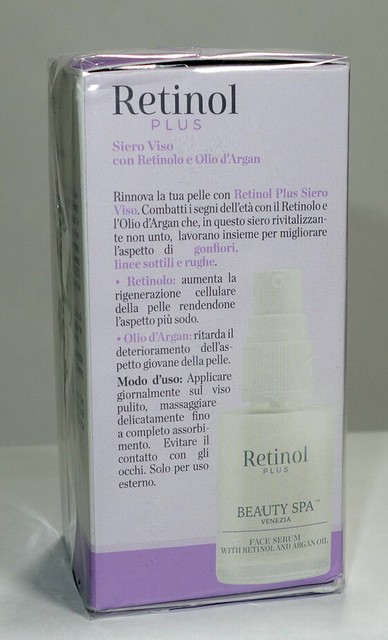 Retinol
PLUS
Siero Viso
con Retinolo e Olio d'Argan
Rinnova la tua pelle con Retinol Plus Siero
Viso. Combatti i segni dell'età con il Retinolo e
l'Olio d'Argan che, in questo siero rivitalizzan-
te non unto, lavorano insieme per migliorare
l'aspetto di gonfiori,
linee sottili e rughe.
• Retinolo: aumenta la
rigenerazione cellulare
della pelle rendendone
l'aspetto più sodo.
• Olio d'Argan: ritarda il
deterioramento dell'as-
petto giovane della pelle.
Modo d'uso: Applicare
giornalmente sul viso
pulito, massaggiare
delicatamente fino
a completo assorbi-
mento. Evitare il
contatto con gli
occhi. Solo per uso
esterno.
Retinol
PLUS
BEAUTY SPA™
VENEZIA
FACE SERUM
WITH RETINOL AND ARGAN OIL